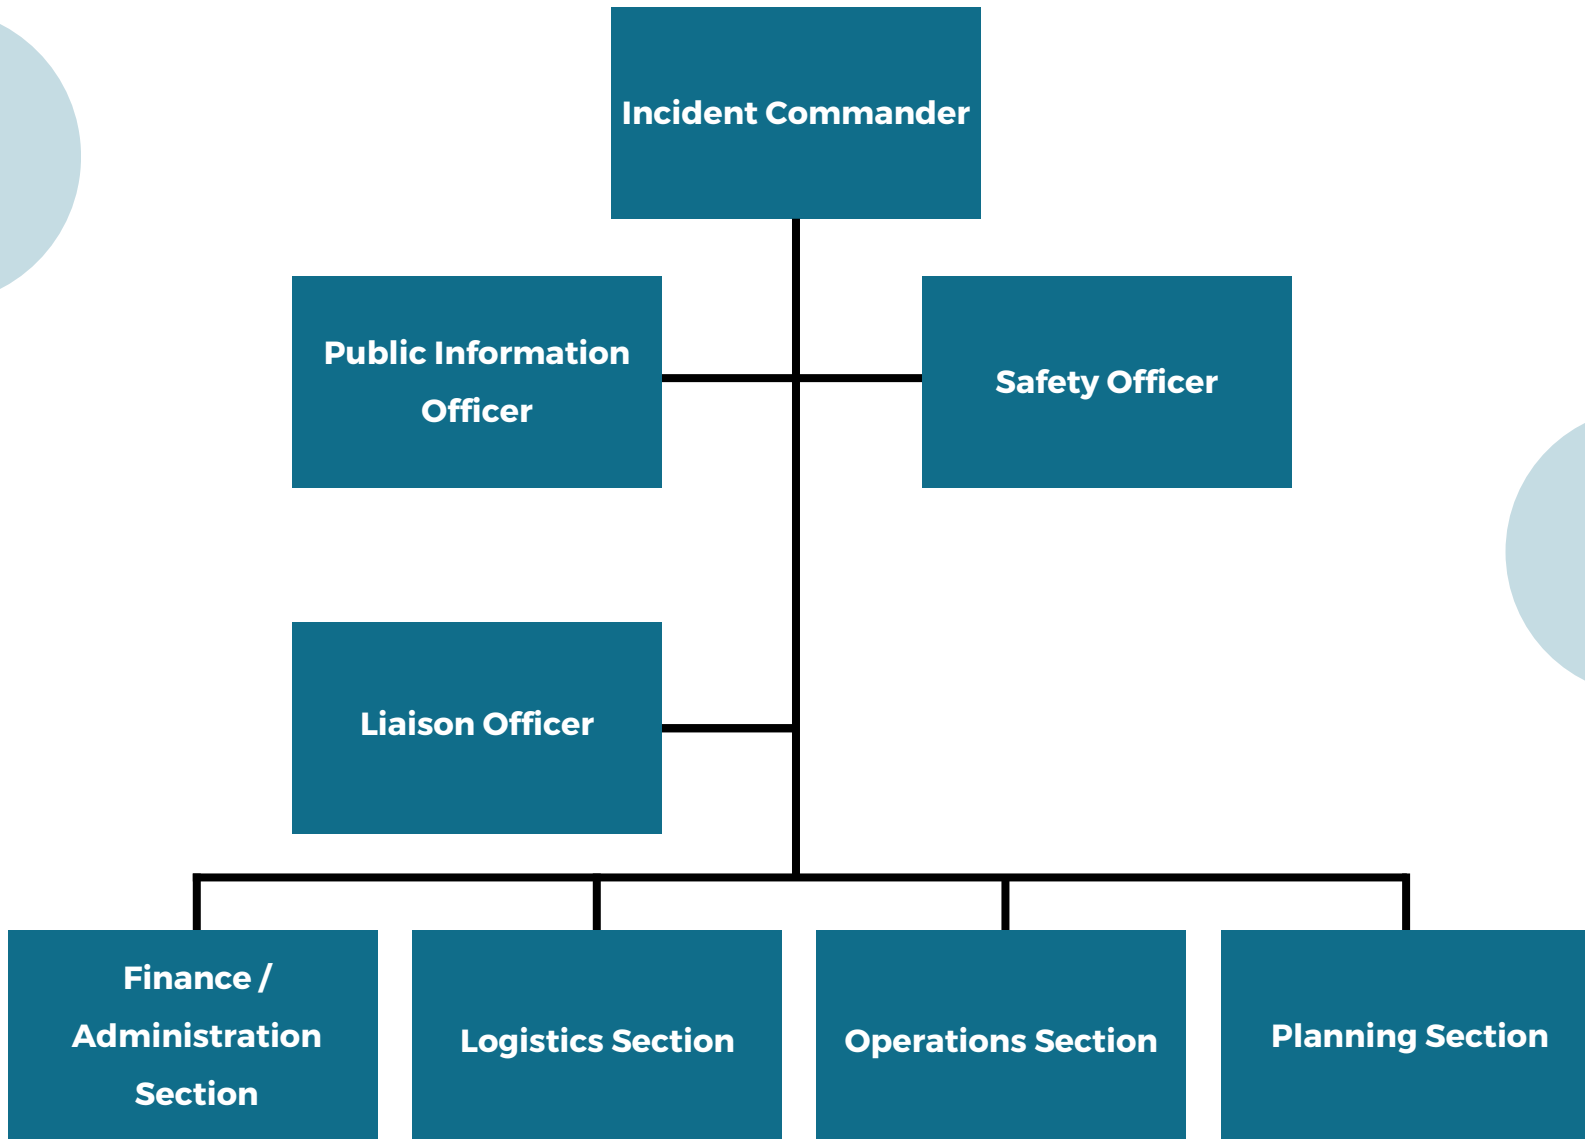 Incident Commander
Public Information
Officer
Safety Officer
Liaison Officer
Finance /
Administration
Section
Logistics Section
Operations Section
Planning Section